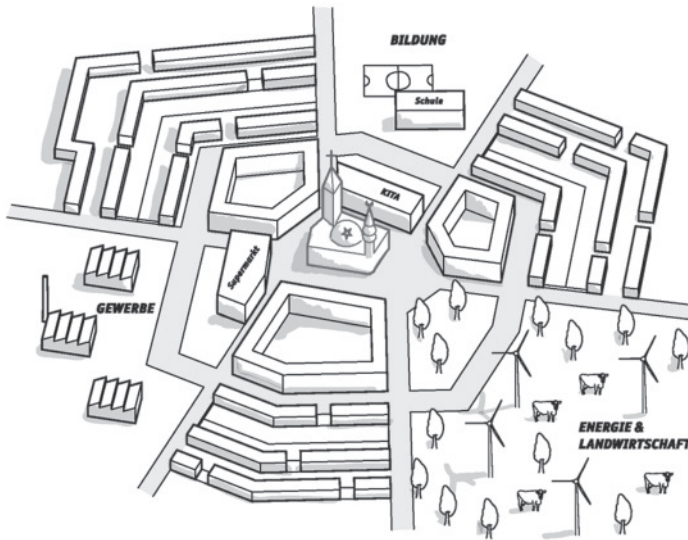 BILDUNG
Schule
KITA
Supermarkt
GEWERBE
ENERGIE &
LANDWIRTSCHAFT